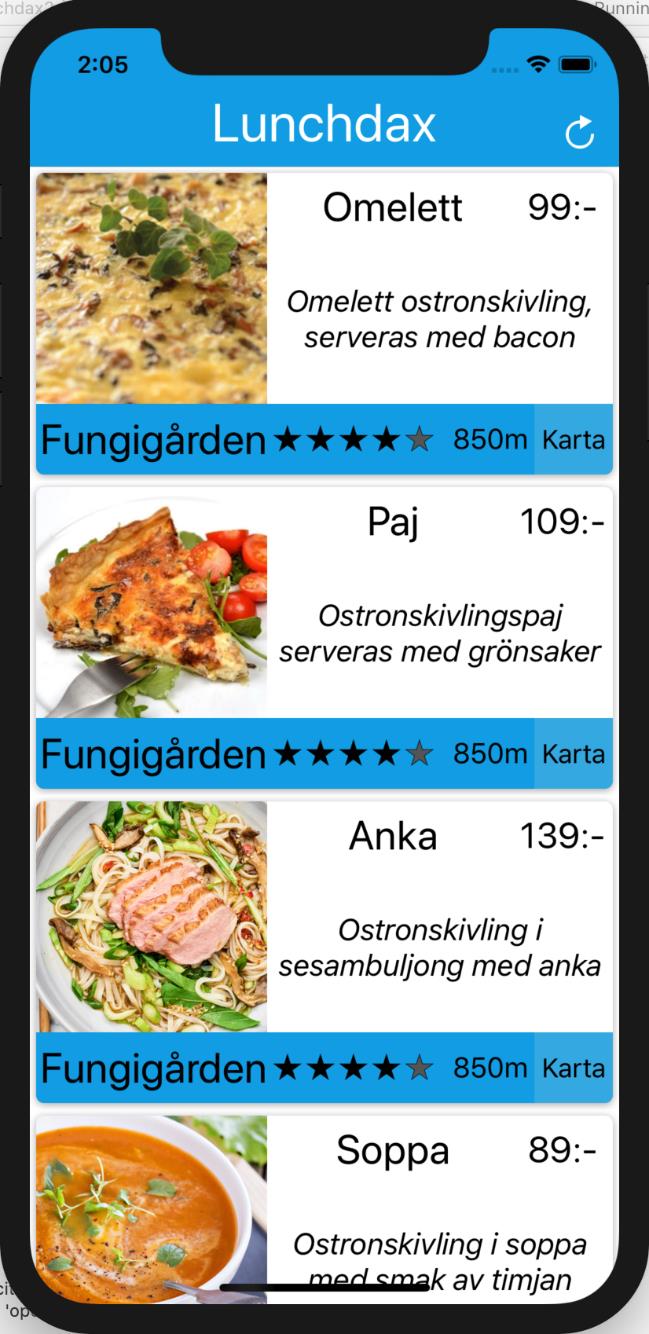 chdax
Runnin
2:05
Lunchdax
Omelett 99:-
Omelett ostronskivling,
serveras med bacon
Fungigården ★★★★★ 850m Karta
Paj 109:-
Ostronskivlingspaj
serveras med grönsaker
Fungigården ★★★★★ 850m Karta
Anka 139:-
Ostronskivling i
sesambuljong med anka
Fungigården ★★★★★ 850m Karta
Soppa 89:-
Ostronskivling i soppa
med smak av timjan
cit
'op